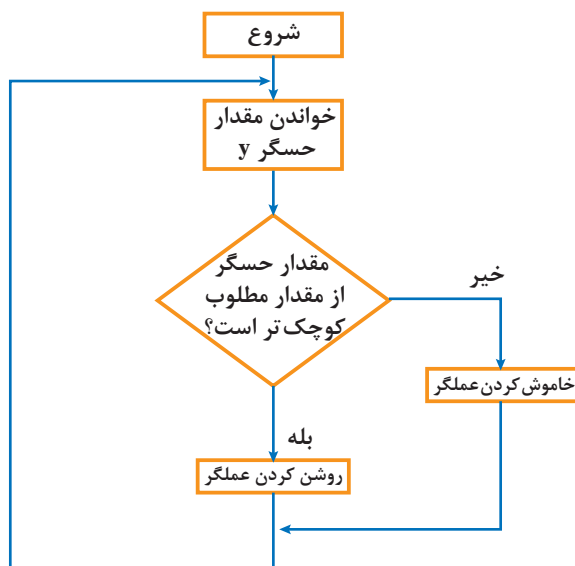 شروع
خواندن مقدار
حسگر y
مقدار حسگر
از مقدار مطلوب
کوچک‌تر است؟
خیر
خاموش کردن عملگر
بله
روشن کردن عملگر